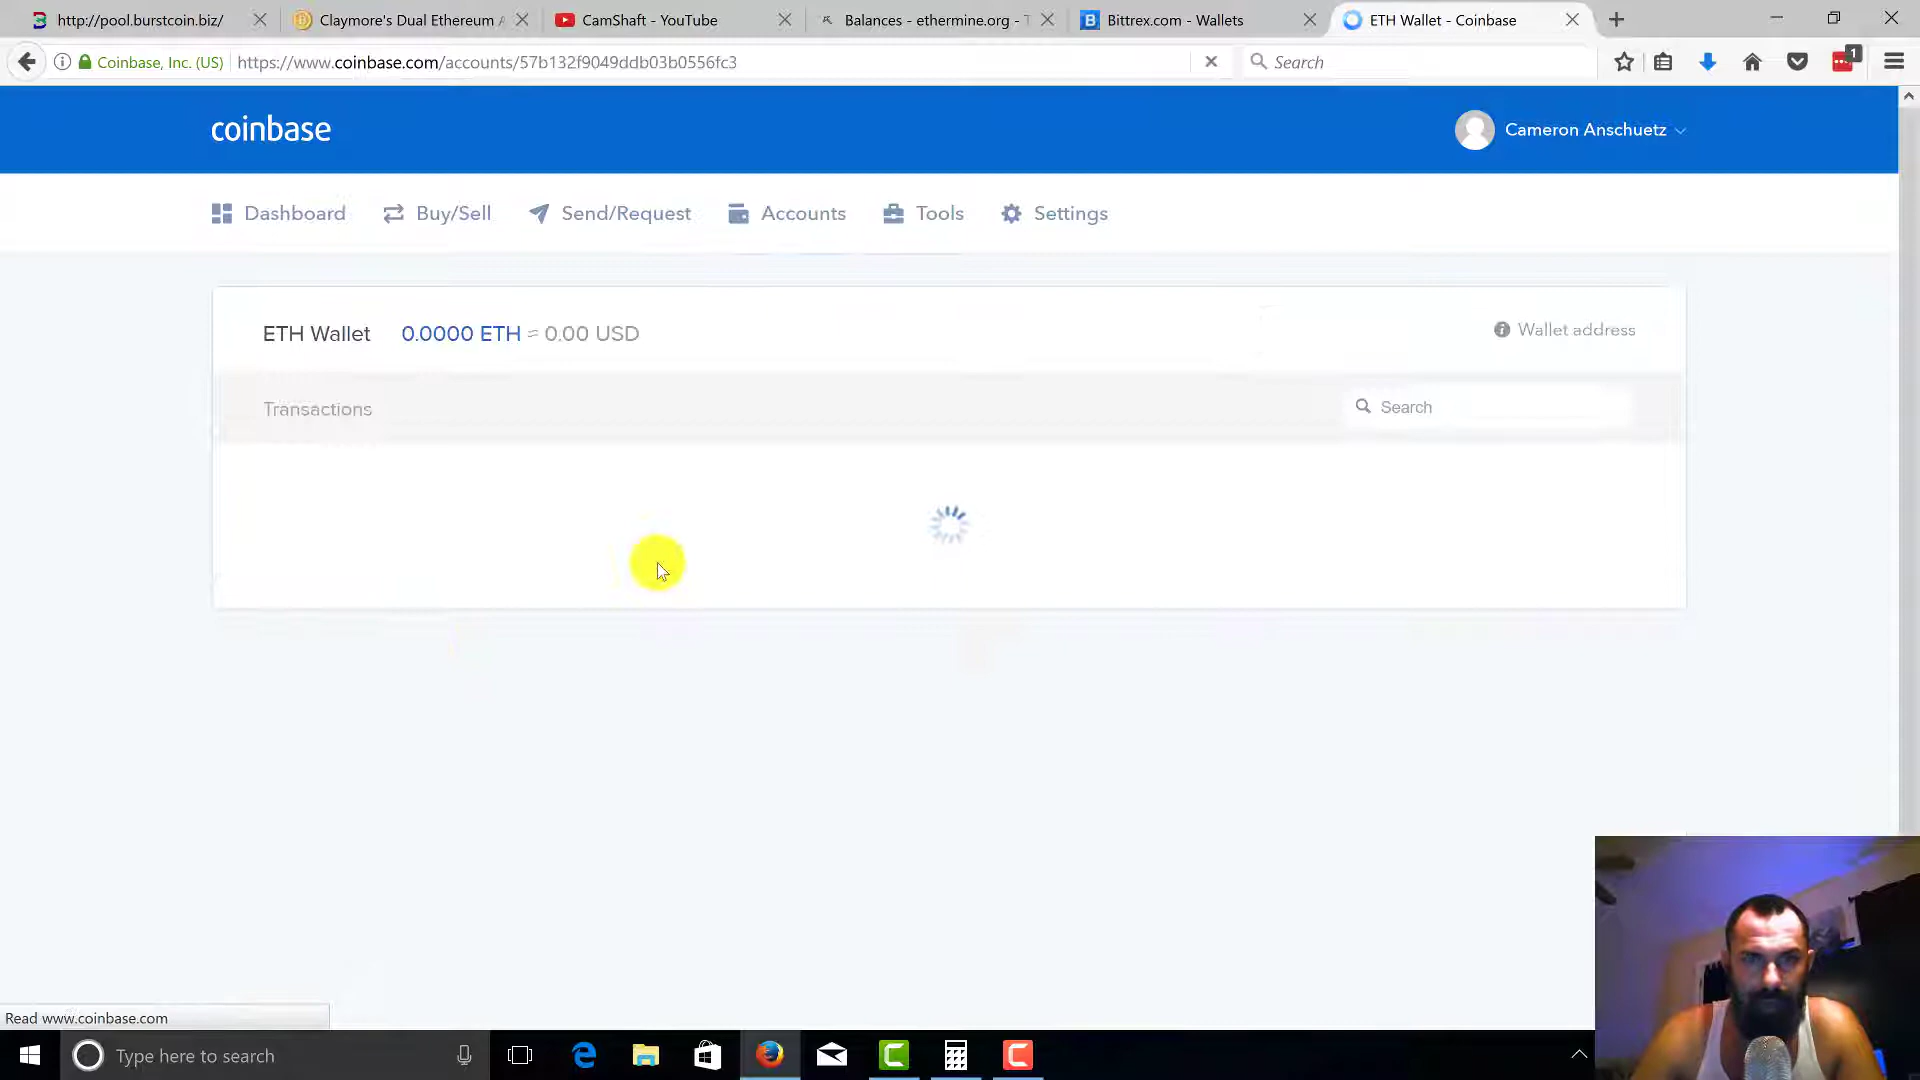 http://pool.burstcoin.biz/
Claymore's Dual Ethereum
CamShaft - YouTube
Balances - ethermine.org -
Bittrex.com - Wallets
ETH Wallet - Coinbase
Coinbase, Inc. (US)
https://www.coinbase.com/accounts/57b132f9049ddb03b0556fc3
Search
1
coinbase
Cameron Anschuetz
Dashboard
Buy/Sell
Send/Request
Accounts
Tools
Settings
ETH Wallet
0.0000 ETH ≈ 0.00 USD
Wallet address
Transactions
Search
Read www.coinbase.com
Type here to search